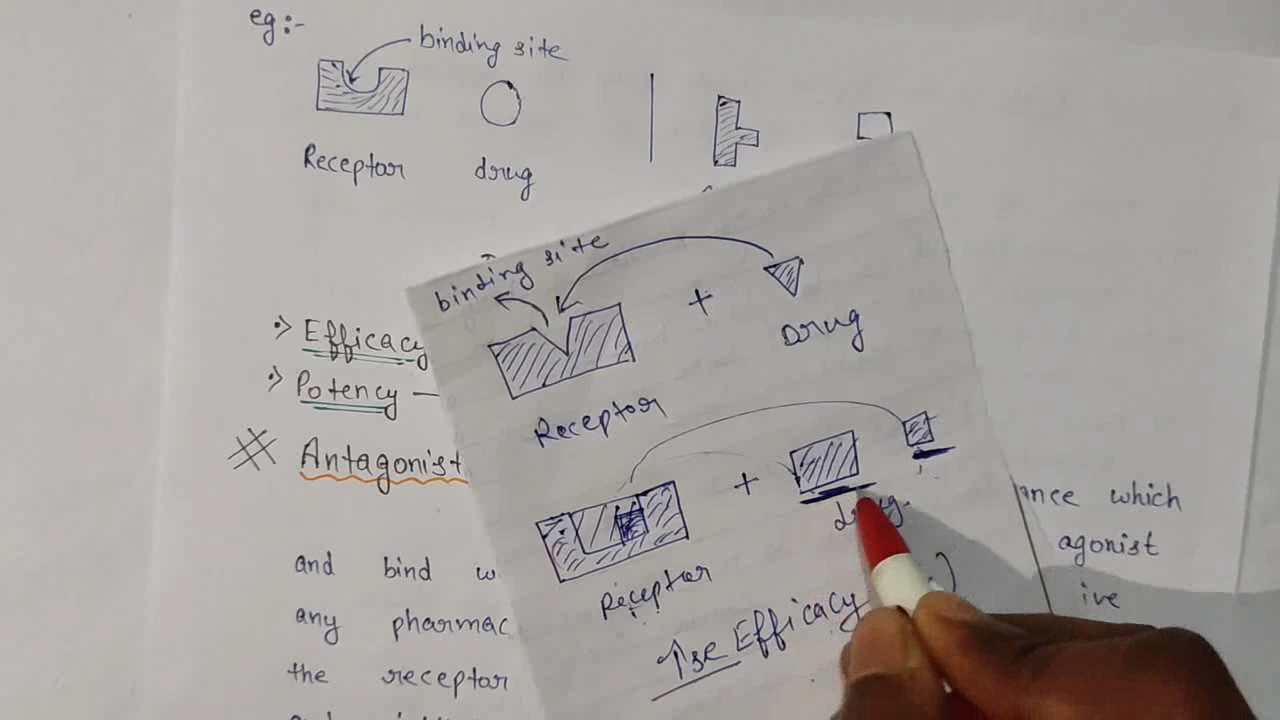 eg:-
binding site
Receptor drug
binding site
+
Drug
Receptor
+
drug.
Receptor
↑se Efficacy
:> Efficacy
:> Potency —
# Antagonist
ance which
and bind agonist
any pharmac ive
the receptor